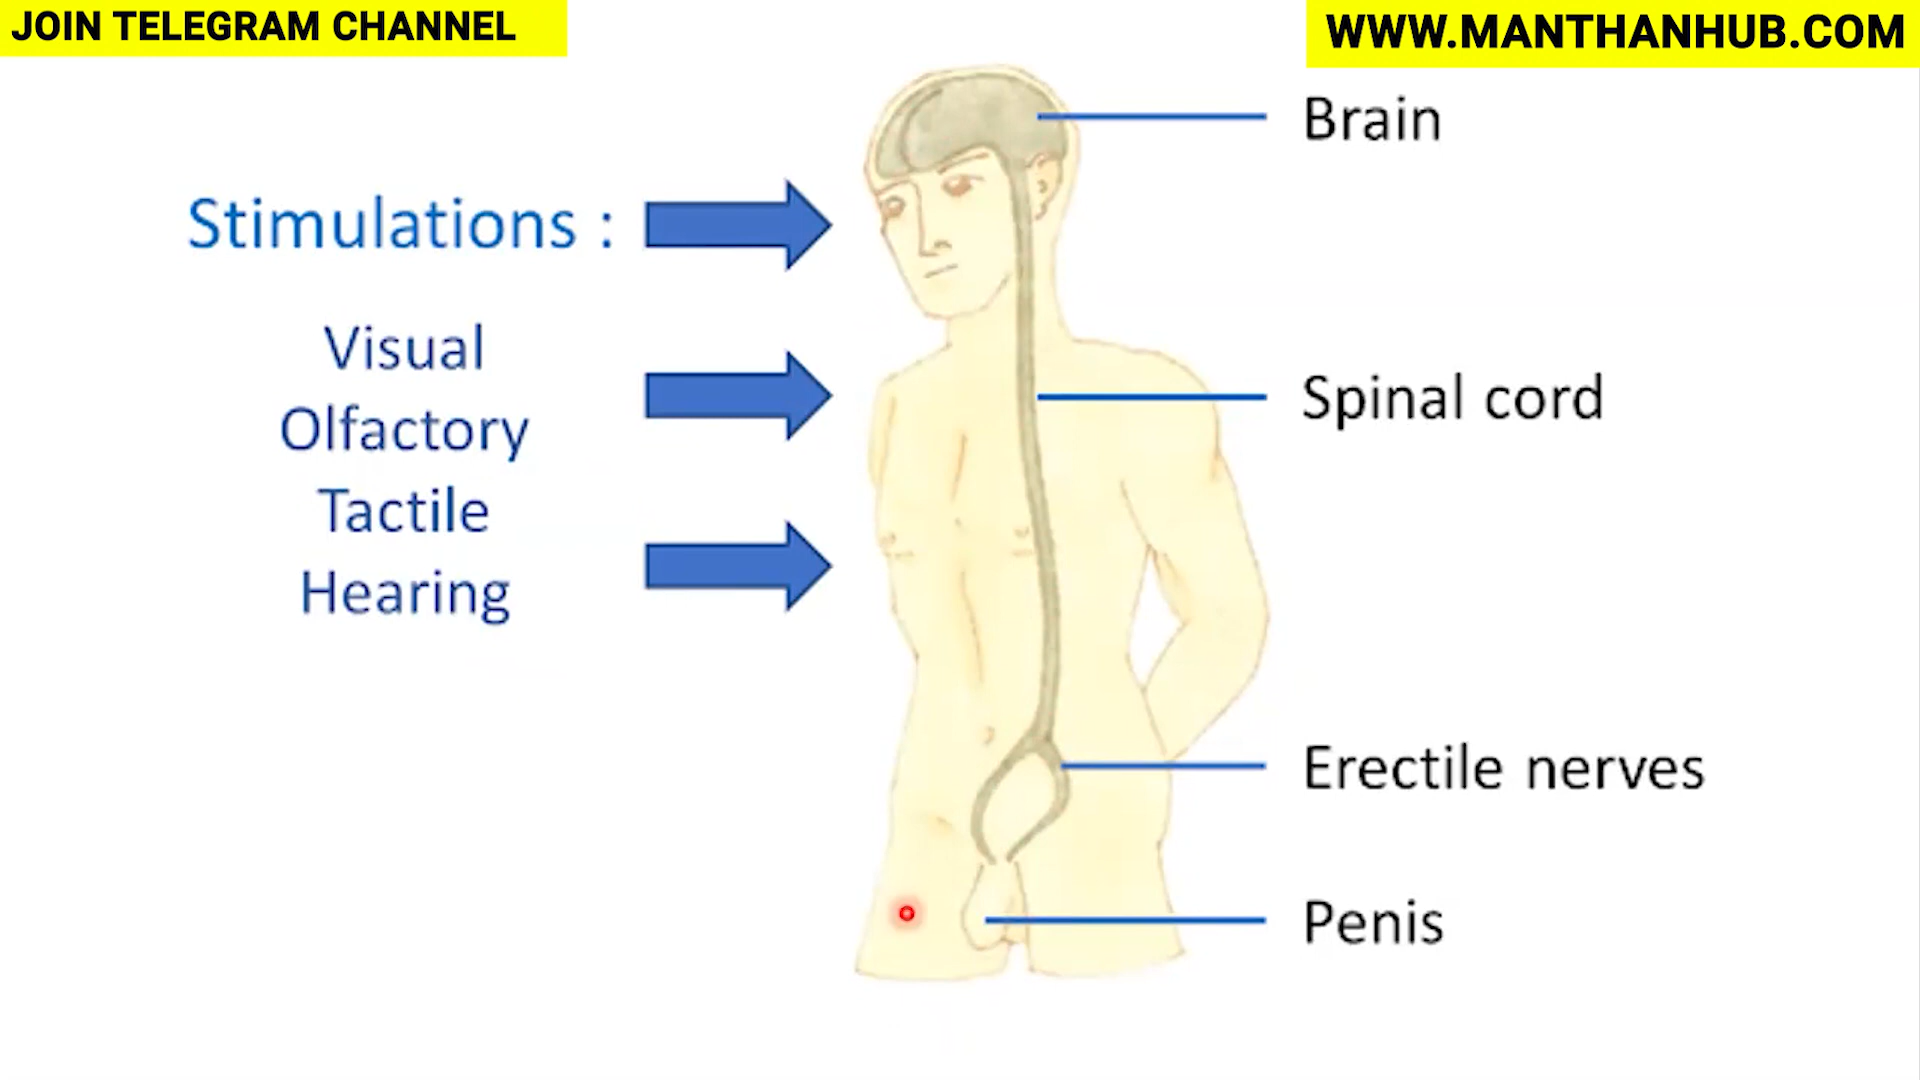 JOIN TELEGRAM CHANNEL
WWW.MANTHANHUB.COM
Stimulations :
Visual
Olfactory
Tactile
Hearing
Brain
Spinal cord
Erectile nerves
Penis